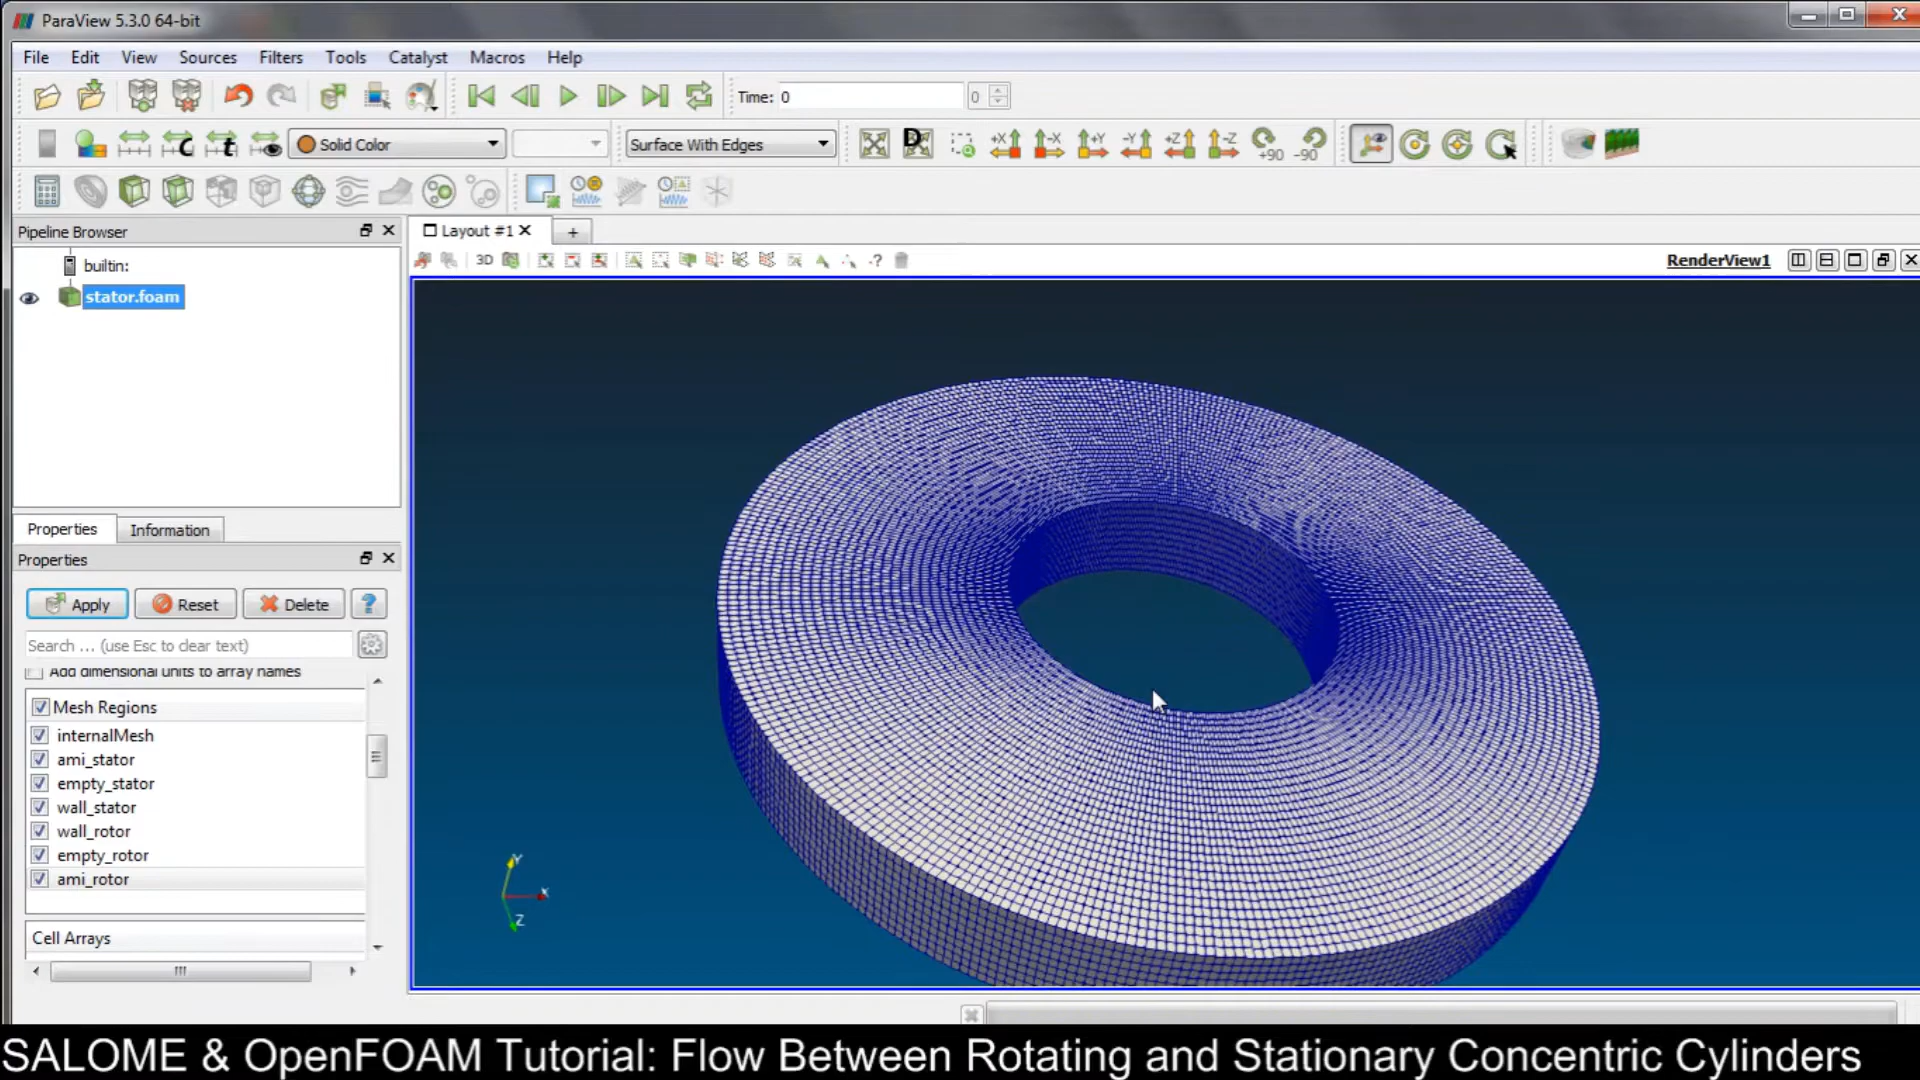 ParaView 5.3.0 64-bit
File Edit View Sources Filters Tools Catalyst Macros Help
Time: 0 0
C t Solid Color Surface With Edges D +X -X +Y -Y +Z -Z +90 -90
Pipeline Browser
Layout #1 +
3D ? RenderView1
builtin:
stator.foam
Properties Information
Properties
Apply Reset Delete ?
Search ... (use Esc to clear text)
Add dimensional units to array names
Mesh Regions
internalMesh
ami_stator
empty_stator
wall_stator
wall_rotor
empty_rotor
ami_rotor
Cell Arrays
Y
X
Z
SALOME & OpenFOAM Tutorial: Flow Between Rotating and Stationary Concentric Cylinders